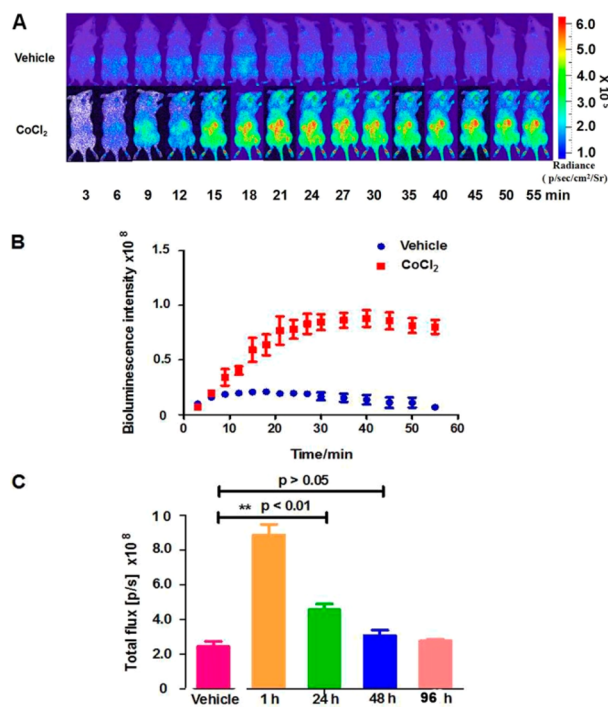 A
Vehicle
CoCl2
6.0
5.0
4.0
3.0
2.0
1.0
Radiance
( p/sec/cm2/Sr)
3 6 9 12 15 18 21 24 27 30 35 40 45 50 55 min
B
Vehicle
CoCl2
Bioluminescence intensity x10 8
1.5
1.0
0.5
0
0 10 20 30 40 50 60
Time/min
C
p > 0.05
** p < 0.01
Total flux [p/s] x10 8
10
8.0
6.0
4.0
2.0
Vehicle 1 h 24 h 48 h 96 h